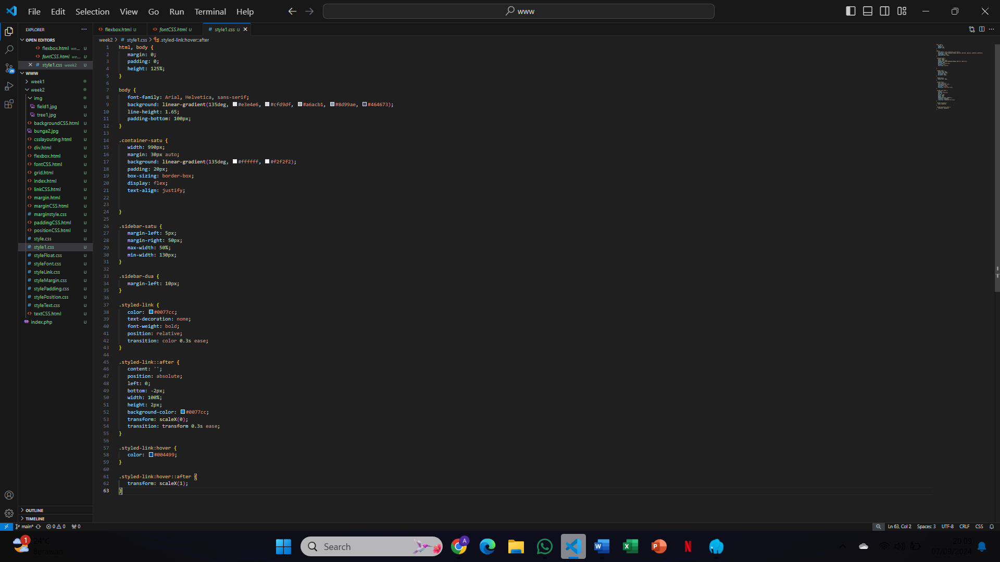 File Edit Selection View Go Run Terminal Help
www
EXPLORER
OPEN EDITORS
flexbox.html we... U
fontCSS.html we... U
style1.css week2 U
WWW
week1
week2
img
field1.jpg U
tree1.jpg U
backgroundCSS.html U
bunga2.jpg U
csslayouting.html U
div.html U
flexbox.html U
fontCSS.html U
grid.html U
index.html U
linkCSS.html U
margin.html U
marginCSS.html U
marginstyle.css U
paddingCSS.html U
positionCSS.html U
style.css U
style1.css U
styleFloat.css U
styleFont.css U
styleLink.css U
styleMargin.css U
stylePadding.css U
stylePosition.css U
styleText.css U
textCSS.html U
index.php U
OUTLINE
TIMELINE
28
flexbox.html U fontCSS.html U style1.css U
week2 > style1.css > .styled-link:hover::after
1 html, body {
2 margin: 0;
3 padding: 0;
4 height: 125%;
5 }
6
7 body {
8 font-family: Arial, Helvetica, sans-serif;
9 background: linear-gradient(135deg, #e3e4e6, #cfd9df, #a6acb1, #8d99ae, #464673);
10 line-height: 1.65;
11 padding-bottom: 100px;
12 }
13
14 .container-satu {
15 width: 990px;
16 margin: 30px auto;
17 background: linear-gradient(135deg, #ffffff, #f2f2f2);
18 padding: 20px;
19 box-sizing: border-box;
20 display: flex;
21 text-align: justify;
22
23
24 }
25
26 .sidebar-satu {
27 margin-left: 5px;
28 margin-right: 50px;
29 max-width: 50%;
30 min-width: 130px;
31 }
32
33 .sidebar-dua {
34 margin-left: 10px;
35 }
36
37 .styled-link {
38 color: #0077cc;
39 text-decoration: none;
40 font-weight: bold;
41 position: relative;
42 transition: color 0.3s ease;
43 }
44
45 .styled-link::after {
46 content: '';
47 position: absolute;
48 left: 0;
49 bottom: -2px;
50 width: 100%;
51 height: 2px;
52 background-color: #0077cc;
53 transform: scaleX(0);
54 transition: transform 0.3s ease;
55 }
56
57 .styled-link:hover {
58 color: #004499;
59 }
60
61 .styled-link:hover::after {
62 transform: scaleX(1);
63 }
main* 0 0 0
Ln 63, Col 2 Spaces: 3 UTF-8 CRLF CSS
1 24°C
Berawan
Search
20:09
07/09/2024